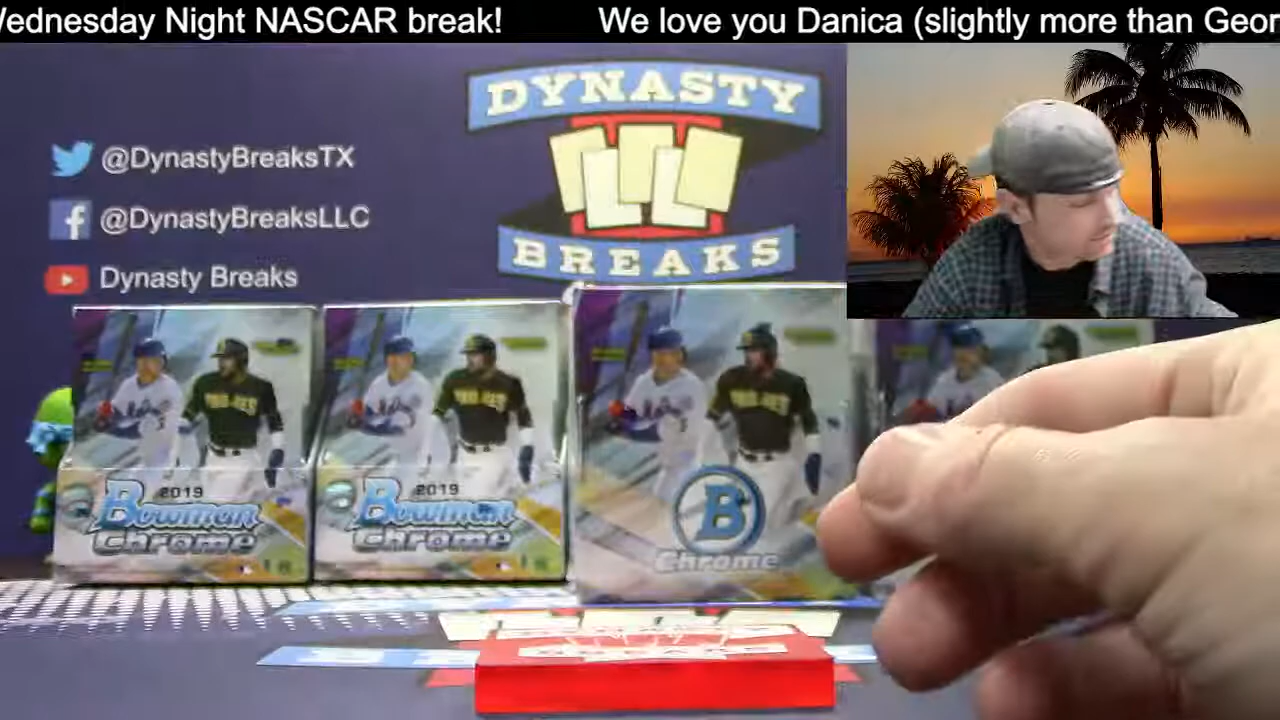 Wednesday Night NASCAR break! We love you Danica (slightly more than Geor
DYNASTY
BREAKS
@DynastyBreaksTX
@DynastyBreaksLLC
Dynasty Breaks
2019
Bowman
Chrome
2019
Bowman
Chrome
B
Chrome